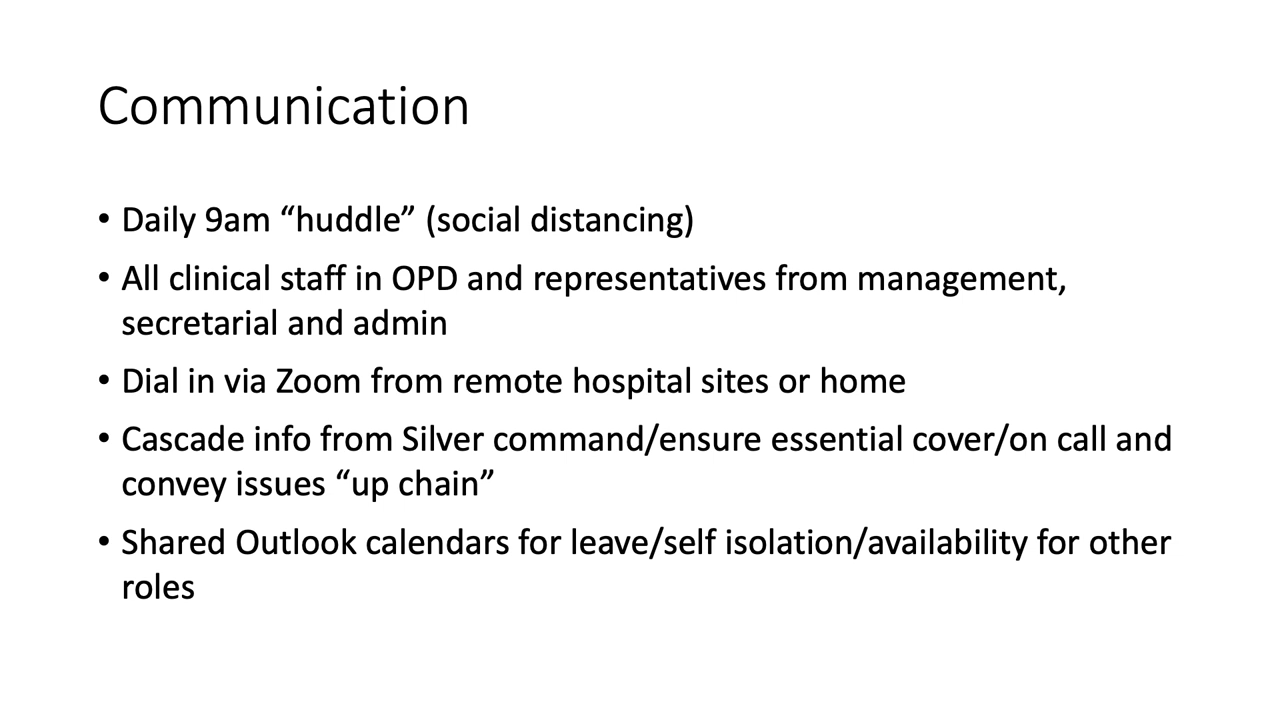 Communication
• Daily 9am “huddle” (social distancing)
• All clinical staff in OPD and representatives from management,
secretarial and admin
• Dial in via Zoom from remote hospital sites or home
• Cascade info from Silver command/ensure essential cover/on call and
convey issues “up chain”
• Shared Outlook calendars for leave/self isolation/availability for other
roles